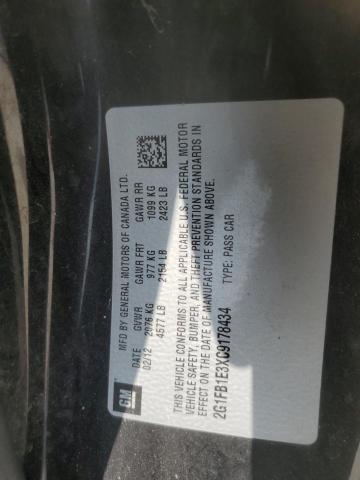 GM
MFD BY GENERAL MOTORS OF CANADA LTD.
DATE GVWR GAWR FRT GAWR RR
02/12 2076 KG 977 KG 1099 KG
4577 LB 2154 LB 2423 LB
THIS VEHICLE CONFORMS TO ALL APPLICABLE U.S. FEDERAL MOTOR
VEHICLE SAFETY, BUMPER, AND THEFT PREVENTION STANDARDS IN
EFFECT ON THE DATE OF MANUFACTURE SHOWN ABOVE.
2G1FB1E3XC9178434 TYPE: PASS CAR